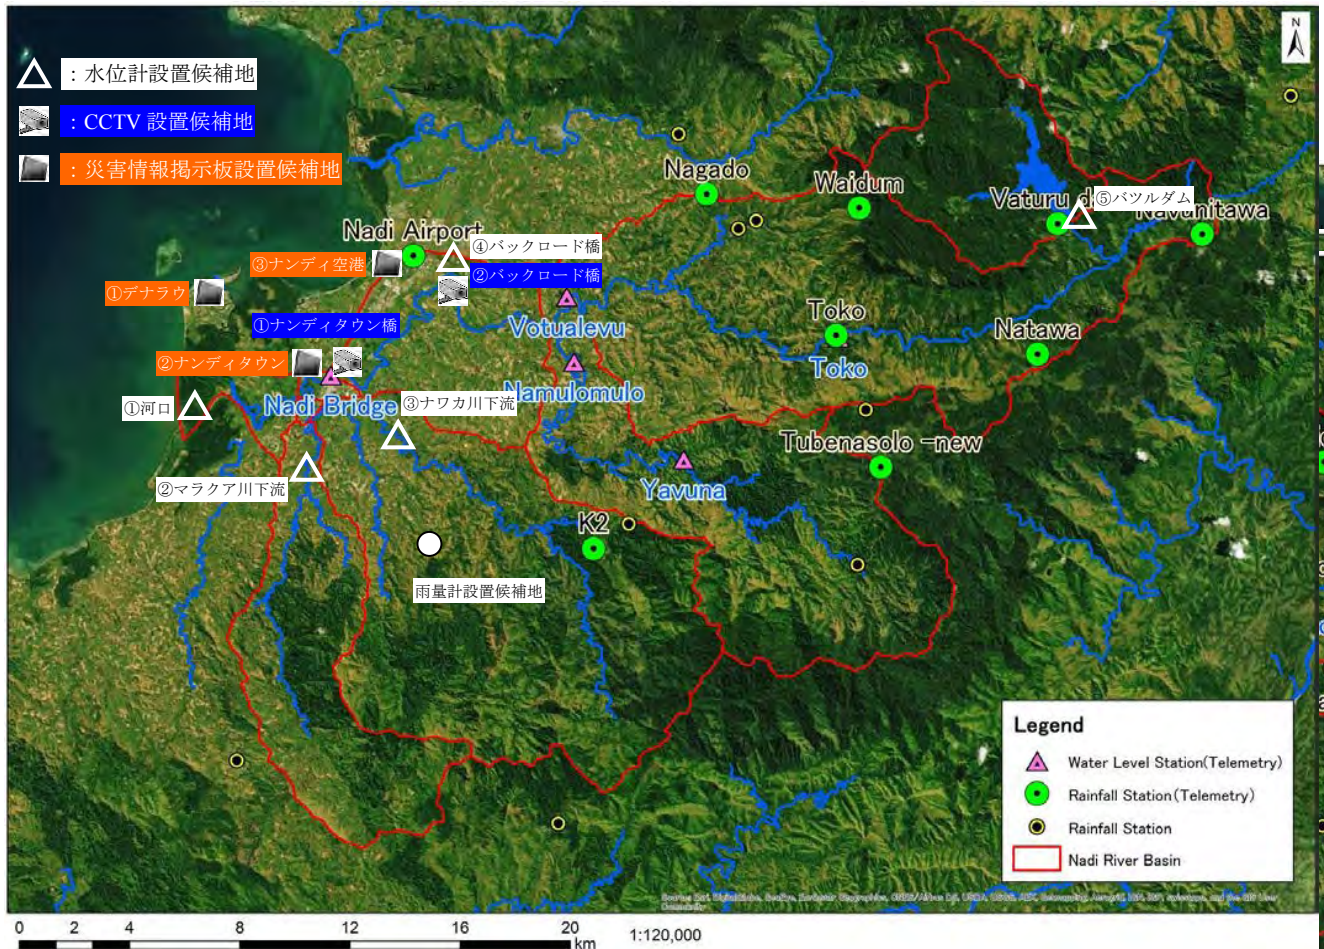 N
：水位計設置候補地
：CCTV 設置候補地
：災害情報掲示板設置候補地
Nagado
Waidum
Vaturu d
⑤バツルダム
Navunitawa
Nadi Airport
④バックロード橋
③ナンディ空港
②バックロード橋
①デナラウ
Votualevu
①ナンディタウン橋
Toko
Natawa
②ナンディタウン
Toko
Namulomulo
①河口
Nadi Bridge
③ナワカ川下流
Tubenasolo -new
②マラクア川下流
Yavuna
K2
雨量計設置候補地
Legend
Water Level Station(Telemetry)
Rainfall Station(Telemetry)
Rainfall Station
Nadi River Basin
0 2 4 8 12 16 20
km
1:120,000